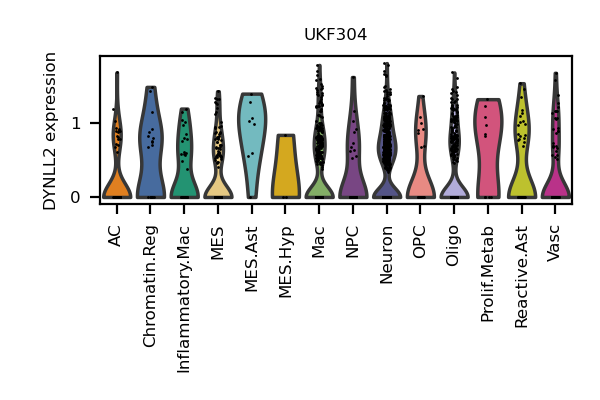 UKF304
DYNLL2 expression
1
0
AC
Chromatin.Reg
Inflammatory.Mac
MES
MES.Ast
MES.Hyp
Mac
NPC
Neuron
OPC
Oligo
Prolif.Metab
Reactive.Ast
Vasc